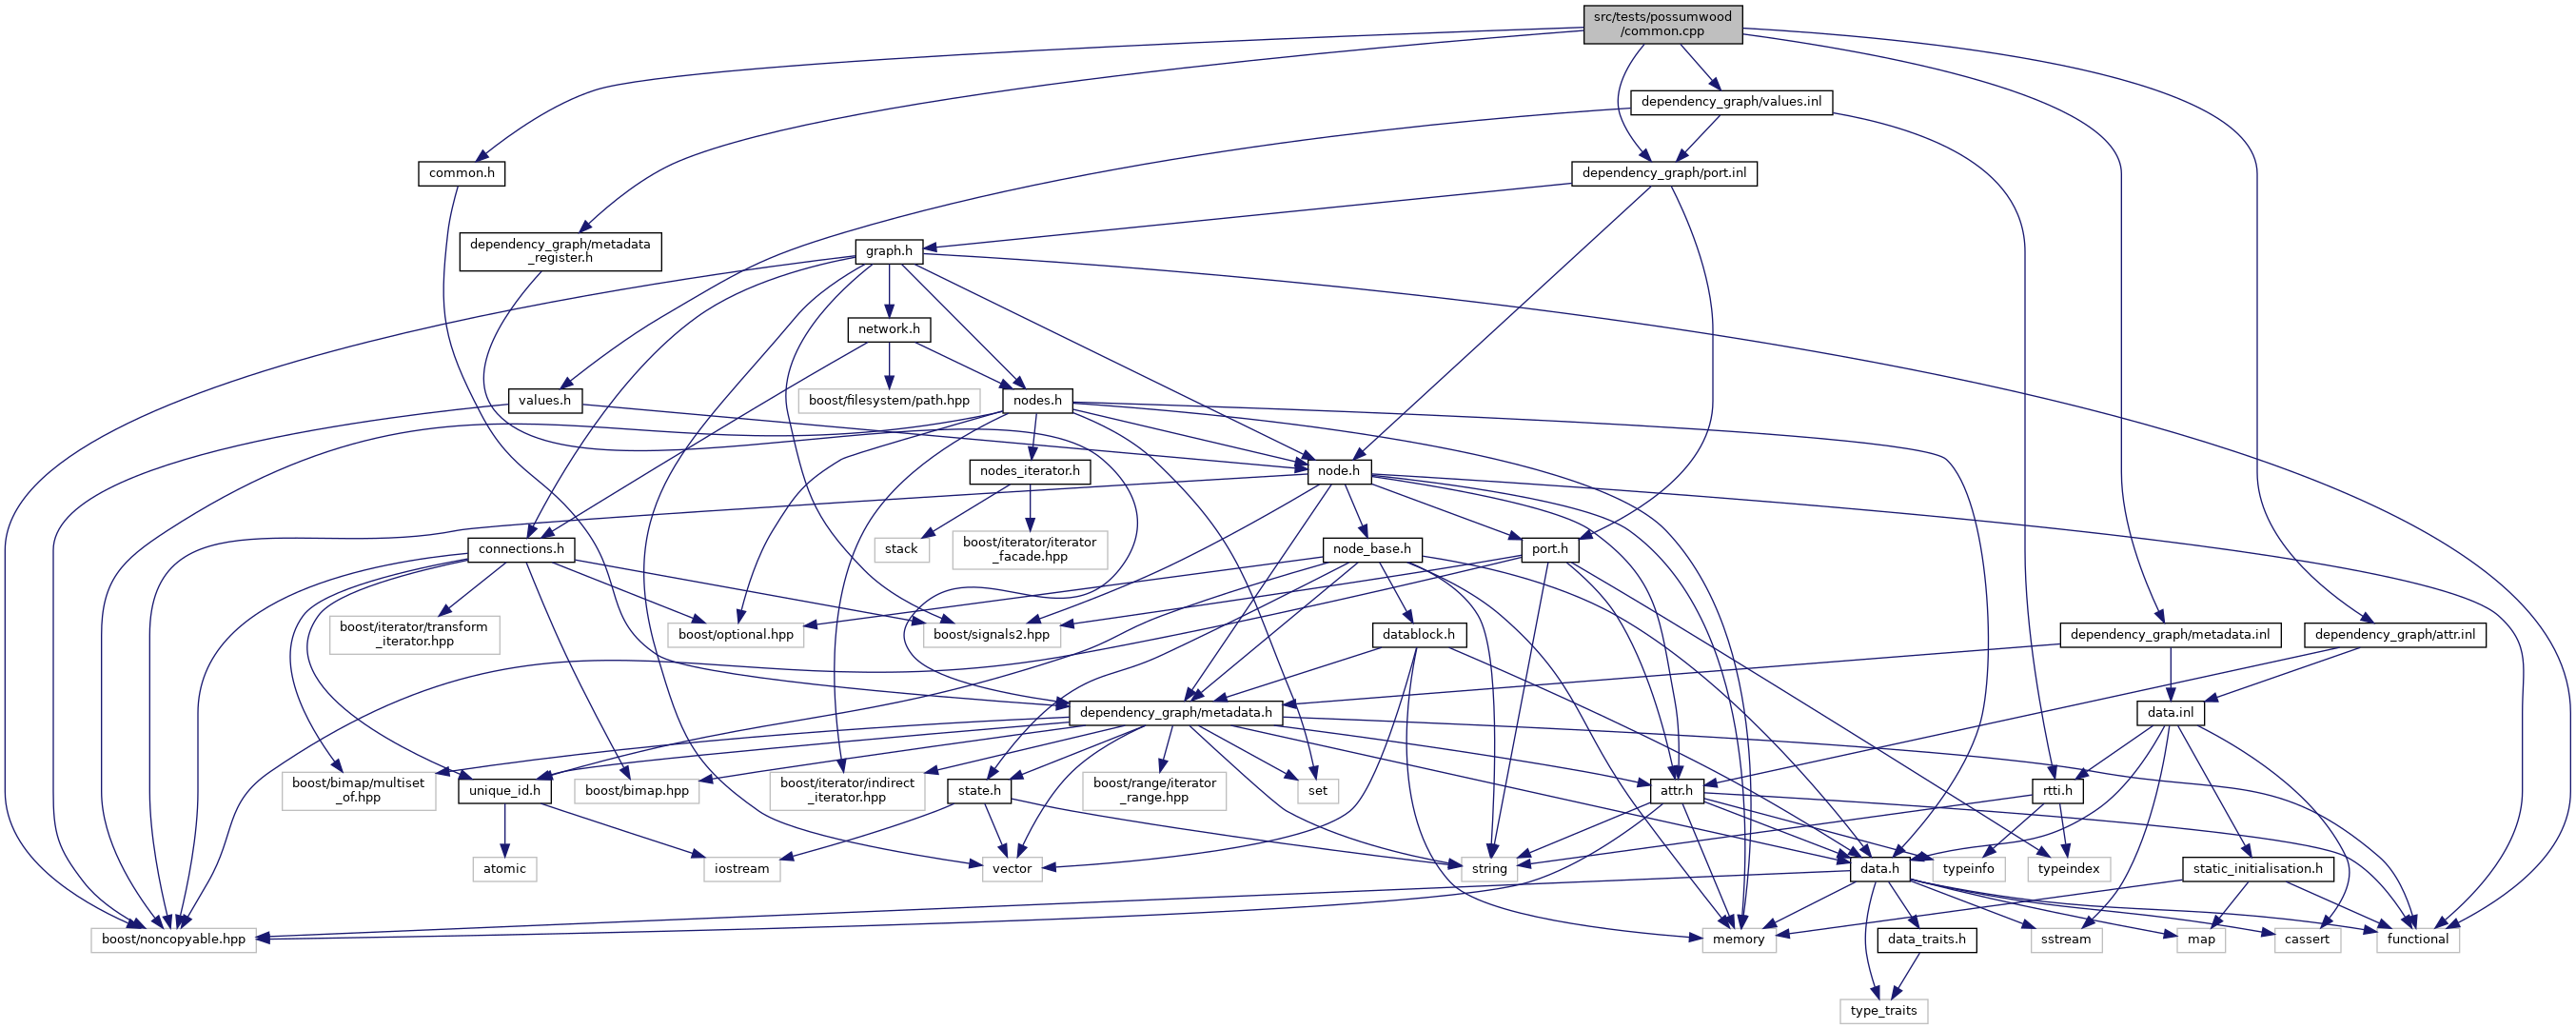 src/tests/possumwood
/common.cpp
dependency_graph/values.inl
common.h
dependency_graph/port.inl
dependency_graph/metadata
_register.h
graph.h
network.h
values.h
boost/filesystem/path.hpp
nodes.h
nodes_iterator.h
node.h
connections.h
stack
boost/iterator/iterator
_facade.hpp
node_base.h
port.h
boost/iterator/transform
_iterator.hpp
boost/optional.hpp
boost/signals2.hpp
datablock.h
dependency_graph/metadata.inl
dependency_graph/attr.inl
dependency_graph/metadata.h
data.inl
boost/bimap/multiset
_of.hpp
unique_id.h
boost/bimap.hpp
boost/iterator/indirect
_iterator.hpp
state.h
boost/range/iterator
_range.hpp
set
attr.h
rtti.h
atomic
iostream
vector
string
data.h
typeinfo
typeindex
static_initialisation.h
boost/noncopyable.hpp
memory
data_traits.h
sstream
map
cassert
functional
type_traits